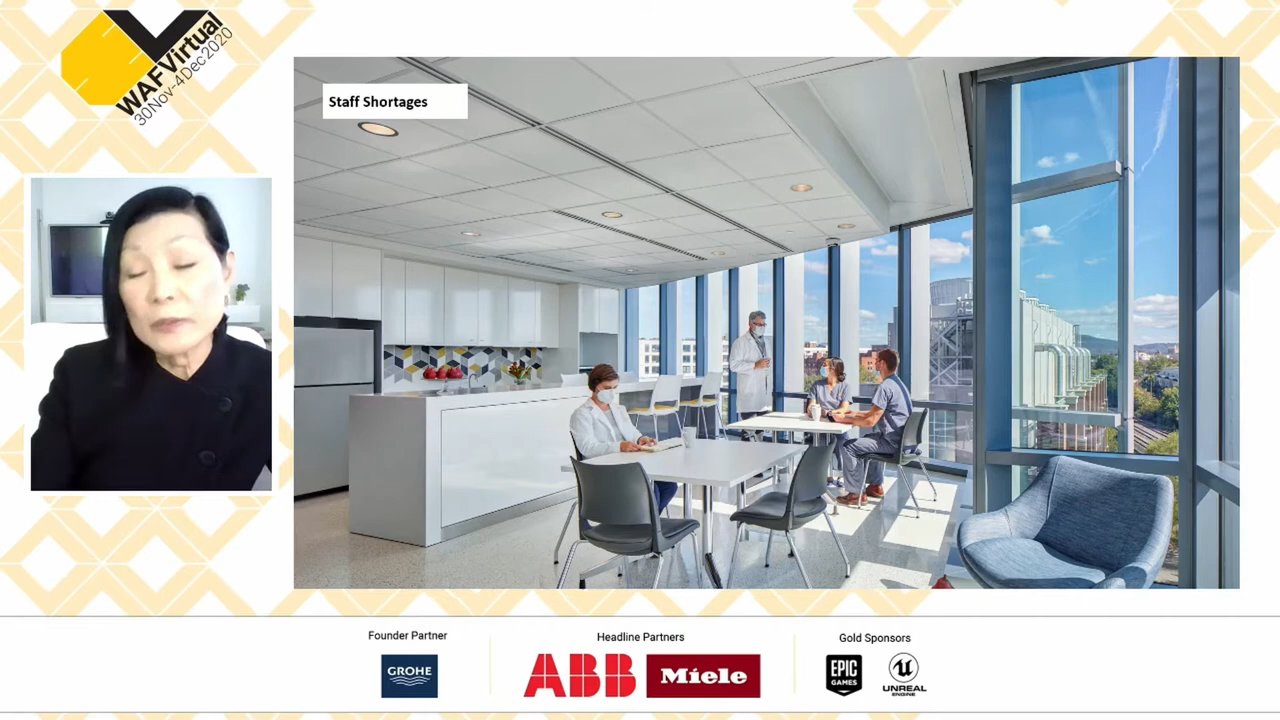 WAFVirtual
30Nov-4Dec2020
Staff Shortages
Founder Partner
Headline Partners
Gold Sponsors
GROHE
ABB
Miele
EPIC
GAMES
UNREAL
ENGINE